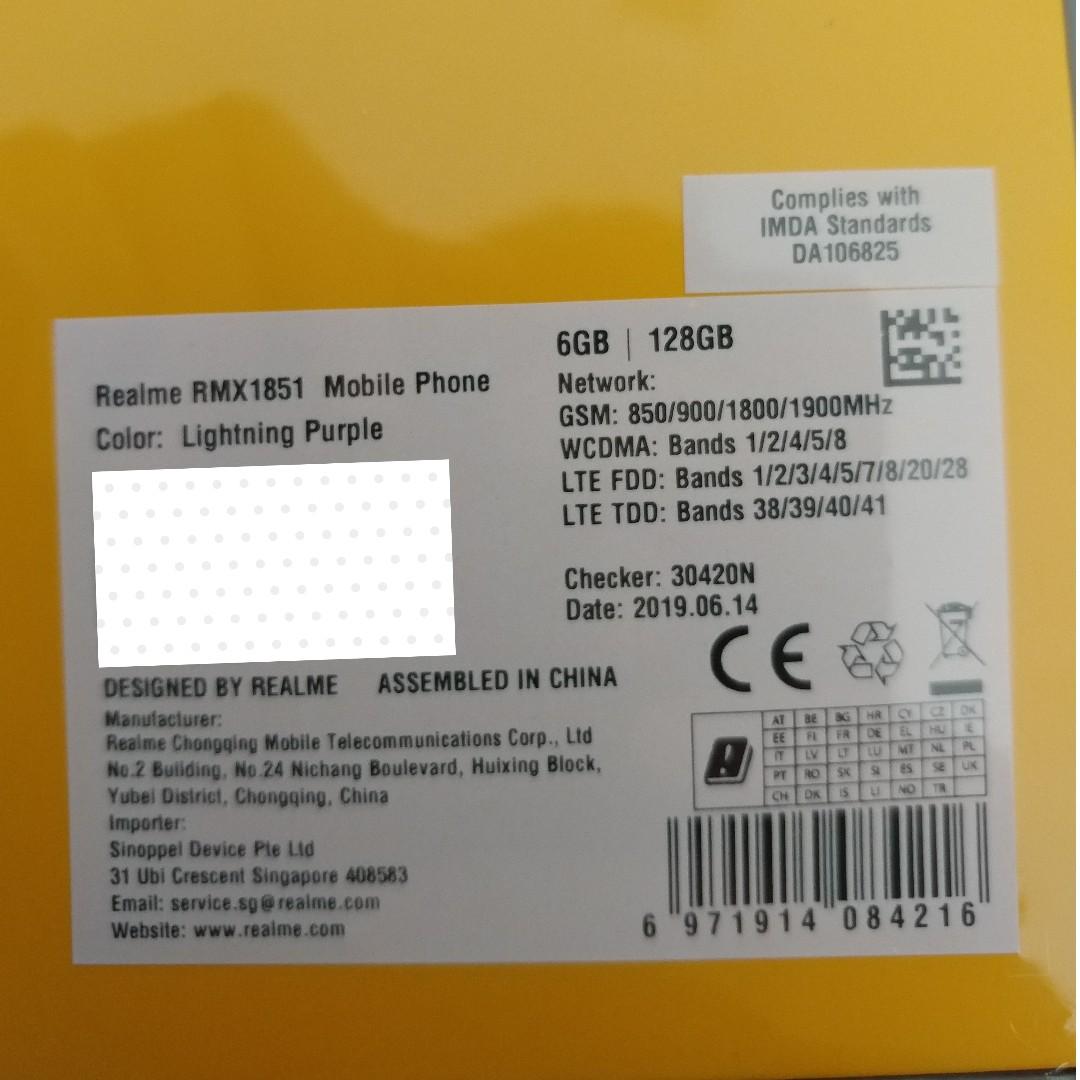 Complies with
IMDA Standards
DA106825
6GB | 128GB
Realme RMX1851 Mobile Phone
Color: Lightning Purple
Network:
GSM: 850/900/1800/1900MHz
WCDMA: Bands 1/2/4/5/8
LTE FDD: Bands 1/2/3/4/5/7/8/20/28
LTE TDD: Bands 38/39/40/41
Checker: 30420N
Date: 2019.06.14
CE
DESIGNED BY REALME ASSEMBLED IN CHINA
Manufacturer:
Realme Chongqing Mobile Telecommunications Corp., Ltd
No.2 Building, No.24 Nichang Boulevard, Huixing Block,
Yubei District, Chongqing, China
Importer:
Sinoppel Device Pte Ltd
31 Ubi Crescent Singapore 408583
Email: service.sg@realme.com
Website: www.realme.com
AT BE BG HR CY CZ DK
EE FI FR DE EL HU IE
IT LV LT LU MT NL PL
PT RO SK SI ES SE UK
CH DK IS LI NO TR
6 971914 084216